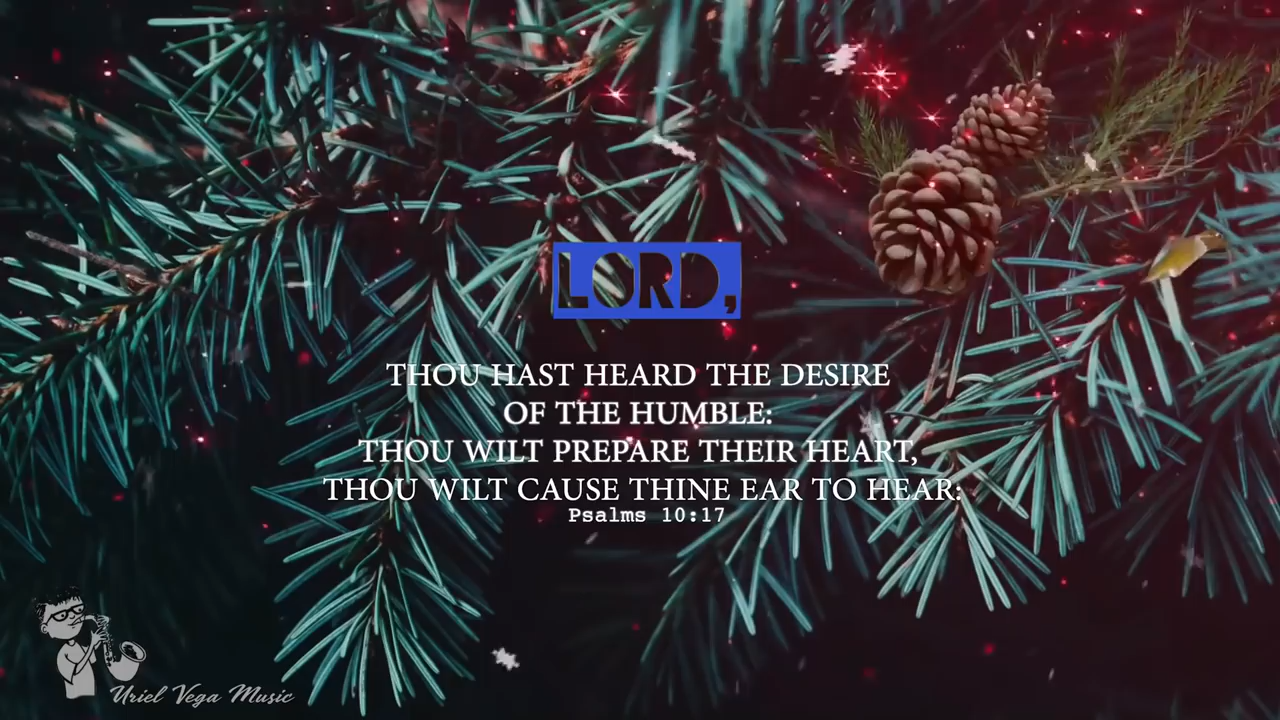 LORD,
THOU HAST HEARD THE DESIRE
OF THE HUMBLE:
THOU WILT PREPARE THEIR HEART,
THOU WILT CAUSE THINE EAR TO HEAR:
Psalms 10:17
Uriel Vega Music